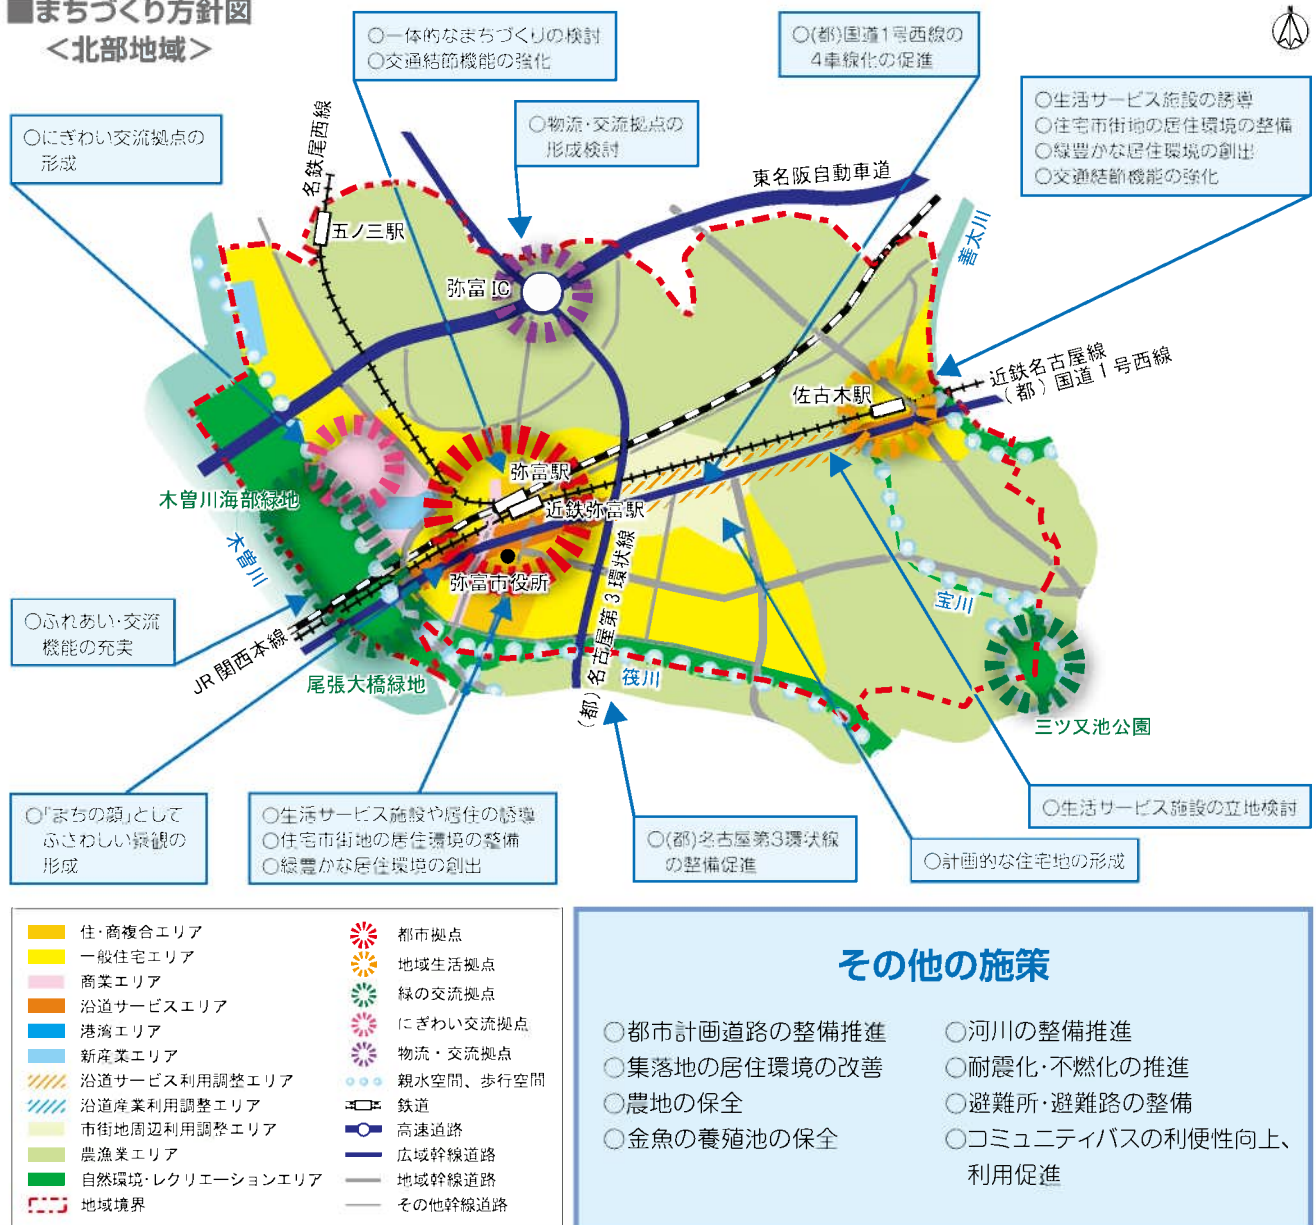 ■まちづくり方針図
＜北部地域＞
○一体的なまちづくりの検討
○交通結節機能の強化
○(都)国道1号西線の
4車線化の促進
○生活サービス施設の誘導
○住宅市街地の居住環境の整備
○緑豊かな居住環境の創出
○交通結節機能の強化
○にぎわい交流拠点の
形成
○物流・交流拠点の
形成検討
名鉄尾西線
東名阪自動車道
五ノ三駅
善太川
弥富IC
近鉄名古屋線
(都)国道1号西線
佐古木駅
弥富駅
木曽川海部緑地
近鉄弥富駅
木曽川
弥富市役所
宝川
○ふれあい・交流
機能の充実
JR関西本線
尾張大橋緑地
(都)名古屋第3環状線
筏川
三ツ又池公園
○「まちの顔」として
ふさわしい景観の
形成
○生活サービス施設や居住の誘導
○住宅市街地の居住環境の整備
○緑豊かな居住環境の創出
○(都)名古屋第3環状線
の整備促進
○計画的な住宅地の形成
○生活サービス施設の立地検討
住・商複合エリア
一般住宅エリア
商業エリア
沿道サービスエリア
港湾エリア
新産業エリア
沿道サービス利用調整エリア
沿道産業利用調整エリア
市街地周辺利用調整エリア
農漁業エリア
自然環境・レクリエーションエリア
地域境界
都市拠点
地域生活拠点
緑の交流拠点
にぎわい交流拠点
物流・交流拠点
親水空間、歩行空間
鉄道
高速道路
広域幹線道路
地域幹線道路
その他幹線道路
その他の施策
○都市計画道路の整備推進
○集落地の居住環境の改善
○農地の保全
○金魚の養殖池の保全
○河川の整備推進
○耐震化・不燃化の推進
○避難所・避難路の整備
○コミュニティバスの利便性向上、
利用促進